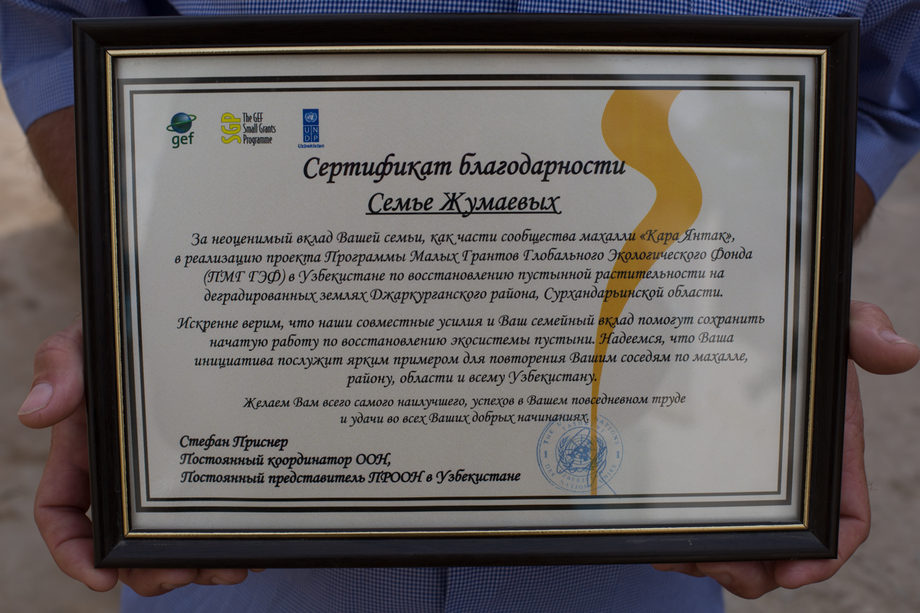 gef
SGP The GEF
Small Grants
Programme
UNDP
Uzbekistan
Сертификат благодарности
Семье Жумаевых
За неоценимый вклад Вашей семьи, как части сообщества махалли «Кара Янтак»,
в реализацию проекта Программы Малых Грантов Глобального Экологического Фонда
(ПМГ ГЭФ) в Узбекистане по восстановлению пустынной растительности на
деградированных землях Джаркурганского района, Сурхандарьинской области.
Искренне верим, что наши совместные усилия и Ваш семейный вклад помогут сохранить
начатую работу по восстановлению экосистемы пустыни. Надеемся, что Ваша
инициатива послужит ярким примером для повторения Вашим соседям по махалле,
району, области и всему Узбекистану.
Желаем Вам всего самого наилучшего, успехов в Вашем повседневном труде
и удачи во всех Ваших добрых начинаниях.
Стефан Приснер
Постоянный координатор ООН,
Постоянный представитель ПРООН в Узбекистане